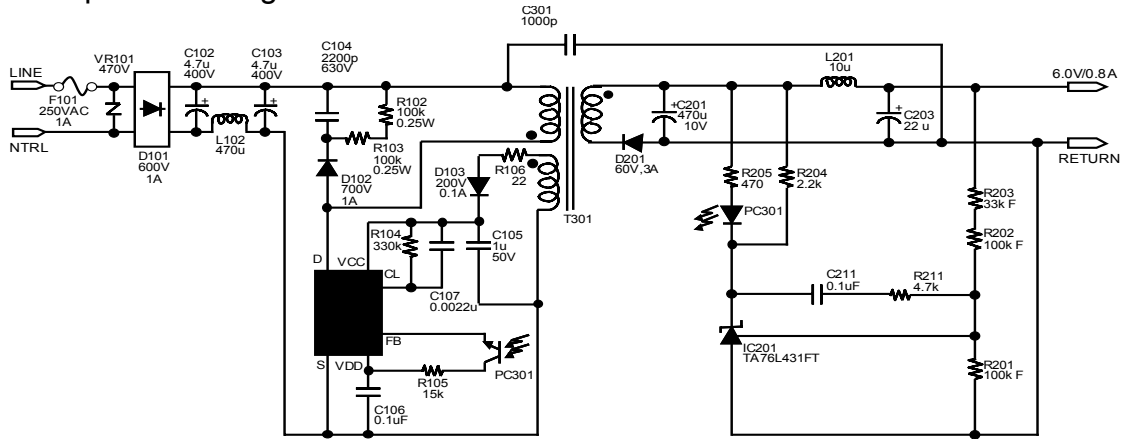 C301
1000p
LINE
VR101
470V
C102
4.7u
400V
C103
4.7u
400V
C104
2200p
630V
L201
10u
6.0V/0.8A
F101
250VAC
1A
R102
100k
0.25W
C201
470u
10V
C203
22 u
NTRL
L102
470u
R103
100k
0.25W
D101
600V
1A
D102
700V
1A
D103
200V
0.1A
R106
22
D201
60V,3A
RETURN
T301
R205
470
R204
2.2k
R203
33k F
PC301
R202
100k F
R104
330k
C105
1u
50V
D
VCC
CL
C107
0.0022u
C211
0.1uF
R211
4.7k
FB
IC201
TA76L431FT
R201
100k F
S
VDD
R105
15k
PC301
C106
0.1uF